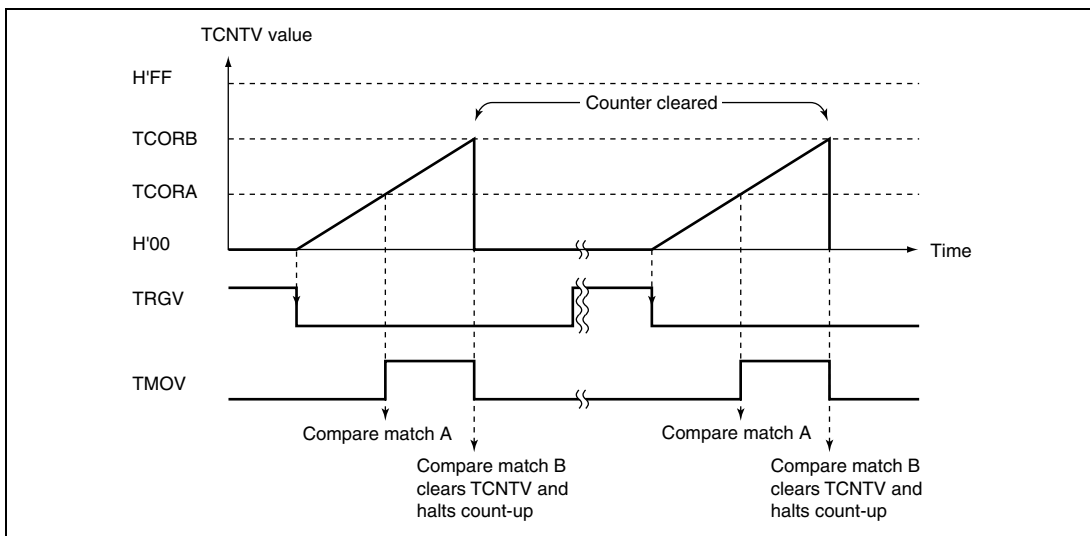 TCNTV value
H'FF
Counter cleared
TCORB
TCORA
H'00
Time
TRGV
TMOV
Compare match A
Compare match A
Compare match B
clears TCNTV and
halts count-up
Compare match B
clears TCNTV and
halts count-up